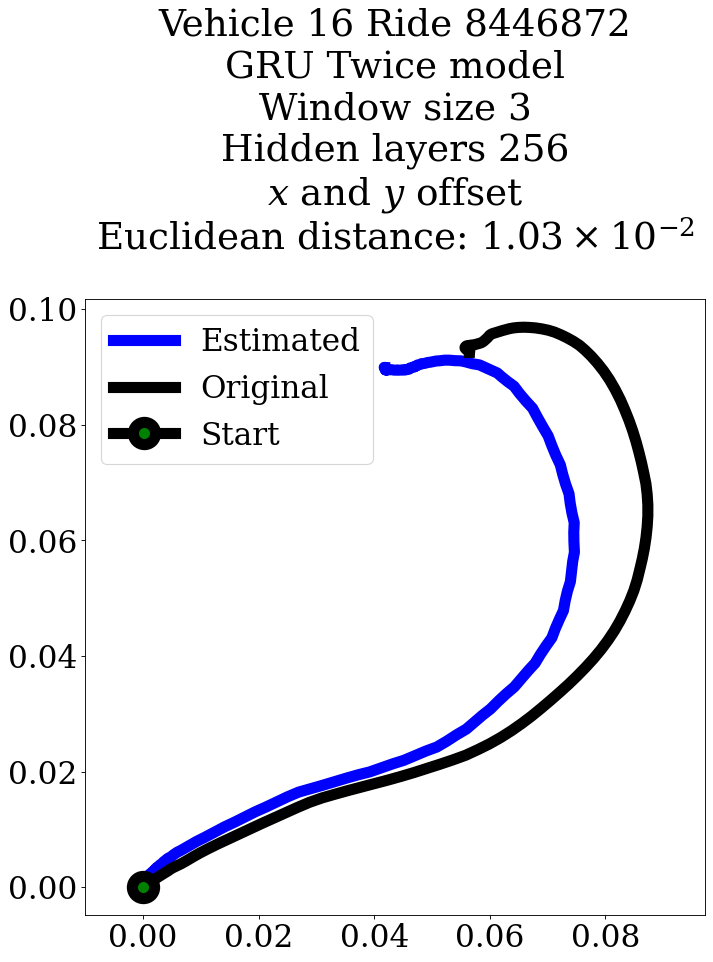 Vehicle 16 Ride 8446872
GRU Twice model
Window size 3
Hidden layers 256
x and y offset
Euclidean distance: 1.03 × 10⁻²
0.10
0.08
0.06
0.04
0.02
0.00
Estimated
Original
Start
0.00 0.02 0.04 0.06 0.08